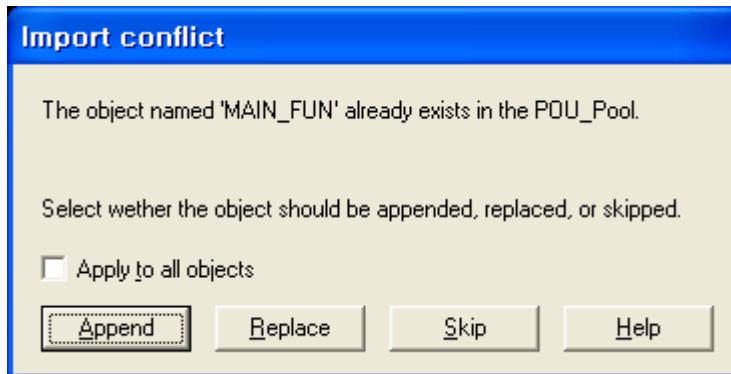 Import conflict
The object named 'MAIN_FUN' already exists in the POU_Pool.
Select wether the object should be appended, replaced, or skipped.
Apply to all objects
Append Replace Skip Help